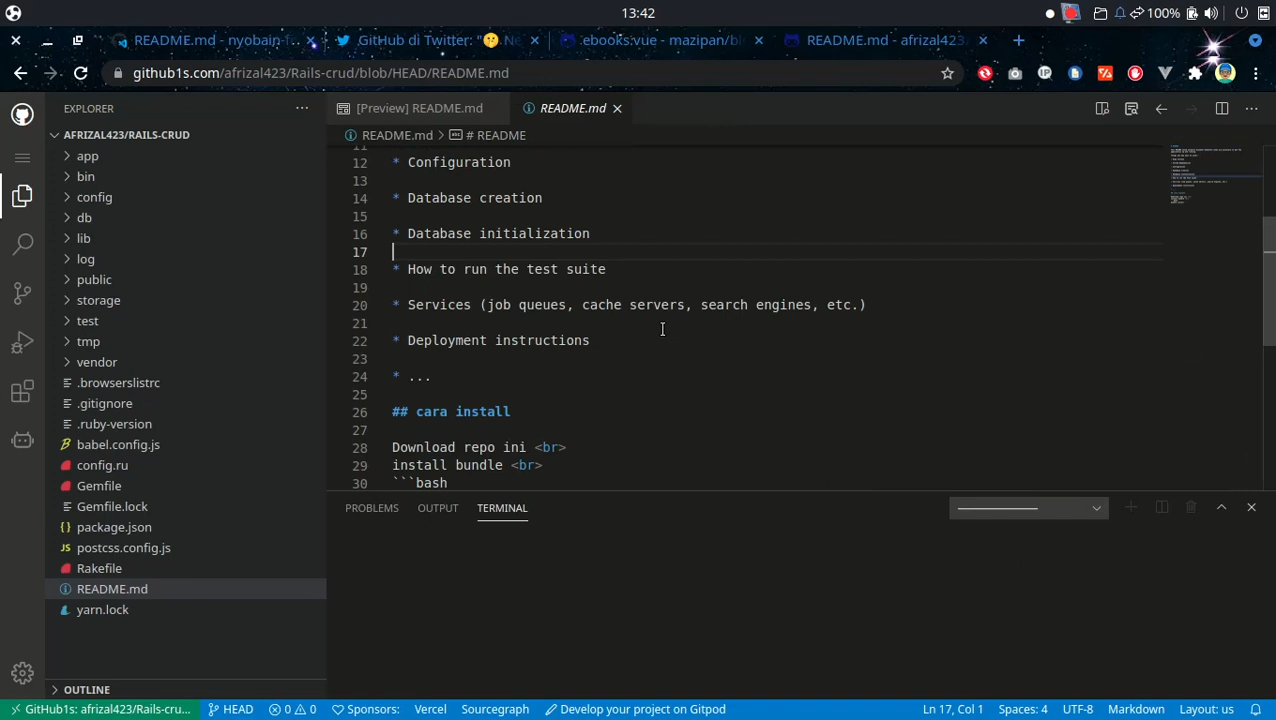 13:42
100%
README.md - nyobain-f
GitHub di Twitter: "🤫 Ne
ebooks.vue - mazipan/bl
README.md - afrizal423/
github1s.com/afrizal423/Rails-crud/blob/HEAD/README.md
EXPLORER
[Preview] README.md
README.md
AFRIZAL423/RAILS-CRUD
README.md > # README
app
bin
config
db
lib
log
public
storage
test
tmp
vendor
.browserslistrc
.gitignore
.ruby-version
babel.config.js
config.ru
Gemfile
Gemfile.lock
package.json
postcss.config.js
Rakefile
README.md
yarn.lock
OUTLINE
11
12 * Configuration
13
14 * Database creation
15
16 * Database initialization
17
18 * How to run the test suite
19
20 * Services (job queues, cache servers, search engines, etc.)
21
22 * Deployment instructions
23
24 * ...
25
26 ## cara install
27
28 Download repo ini <br>
29 install bundle <br>
30 ```bash
PROBLEMS OUTPUT TERMINAL
GitHub1s: afrizal423/Rails-cru... HEAD 0 0 Sponsors: Vercel Sourcegraph Develop your project on Gitpod Ln 17, Col 1 Spaces: 4 UTF-8 Markdown Layout: us